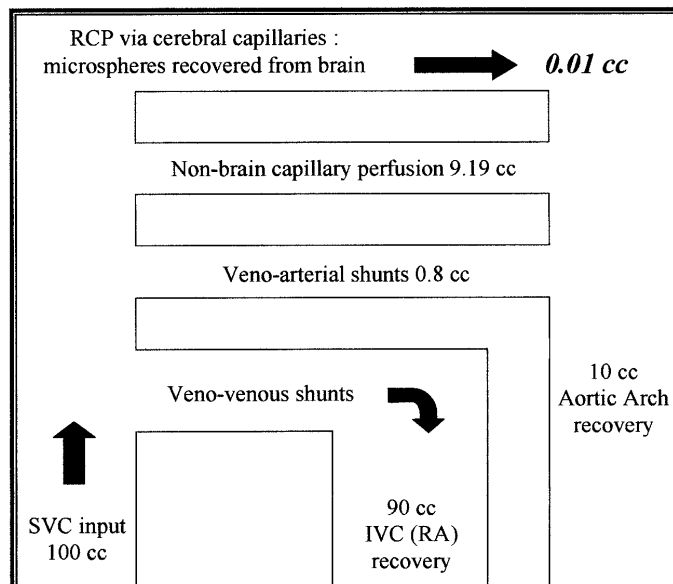 RCP via cerebral capillaries :
microspheres recovered from brain
0.01 cc
Non-brain capillary perfusion 9.19 cc
Veno-arterial shunts 0.8 cc
Veno-venous shunts
10 cc
Aortic Arch
recovery
SVC input
100 cc
90 cc
IVC (RA)
recovery